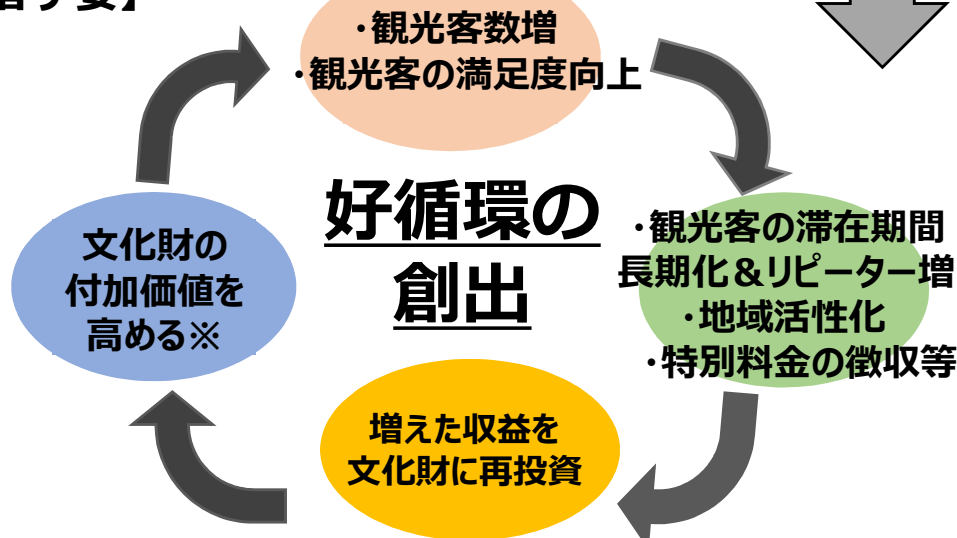 ・観光客数増
・観光客の満足度向上
好循環の
創出
・観光客の滞在期間
長期化＆リピーター増
・地域活性化
・特別料金の徴収等
文化財の
付加価値を
高める※
増えた収益を
文化財に再投資